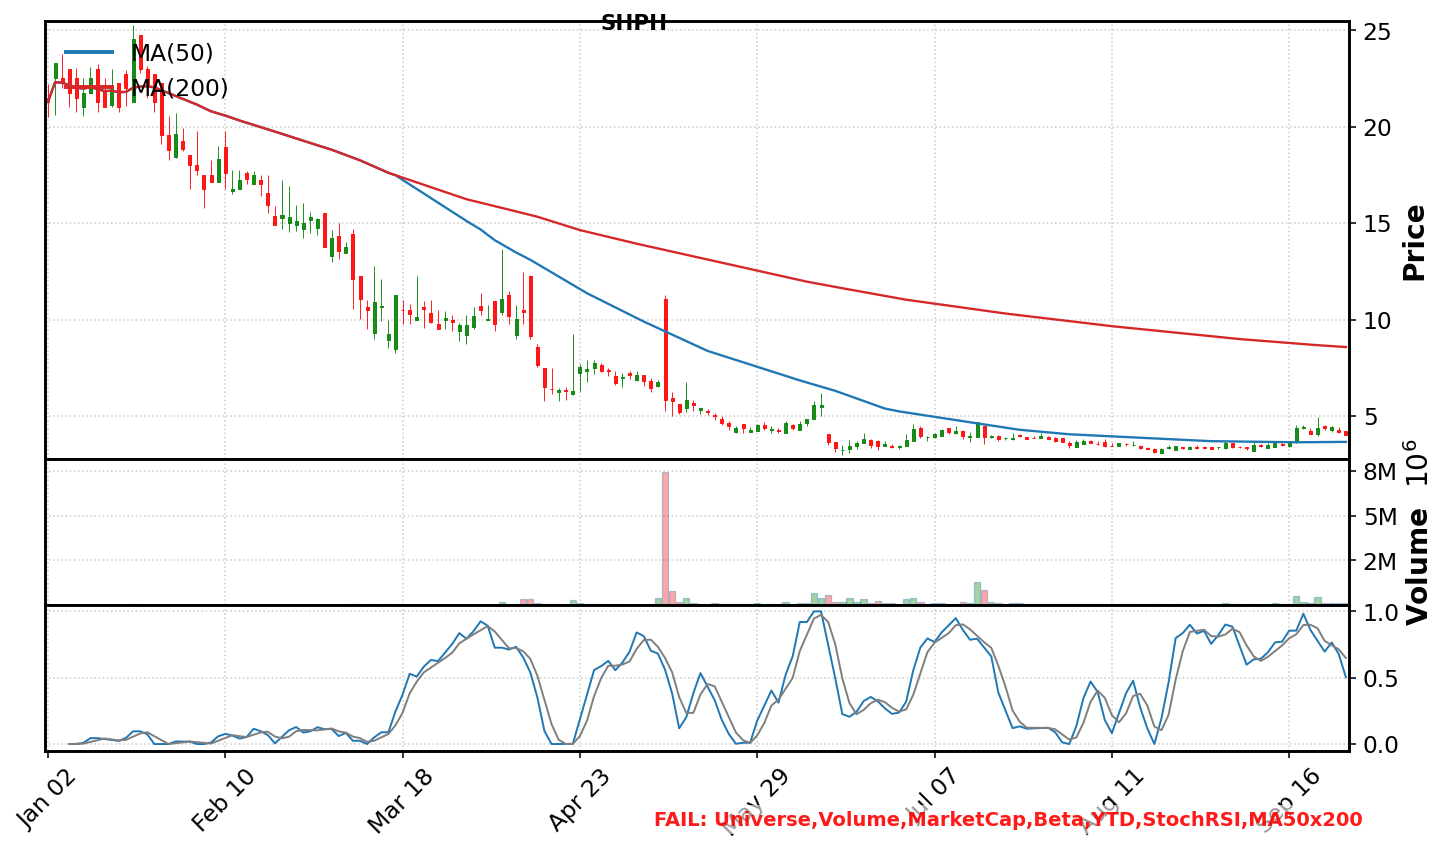 SHPH
MA(50)
MA(200)
25
20
15
10
5
Price
8M
5M
2M
Volume 10^6
1.0
0.5
0.0
Jan 02
Feb 10
Mar 18
Apr 23
May 29
Jul 07
Aug 11
Sep 16
FAIL: Universe,Volume,MarketCap,Beta,YTD,StochRSI,MA50x200